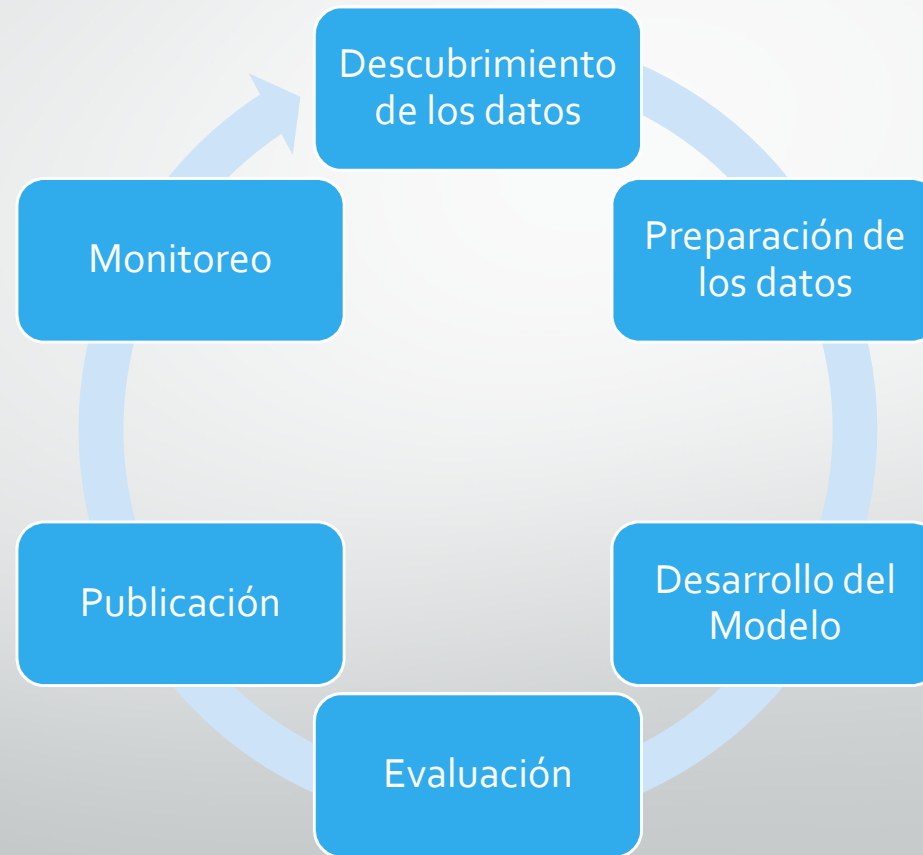 Descubrimiento
de los datos
Preparación de
los datos
Desarrollo del
Modelo
Evaluación
Publicación
Monitoreo